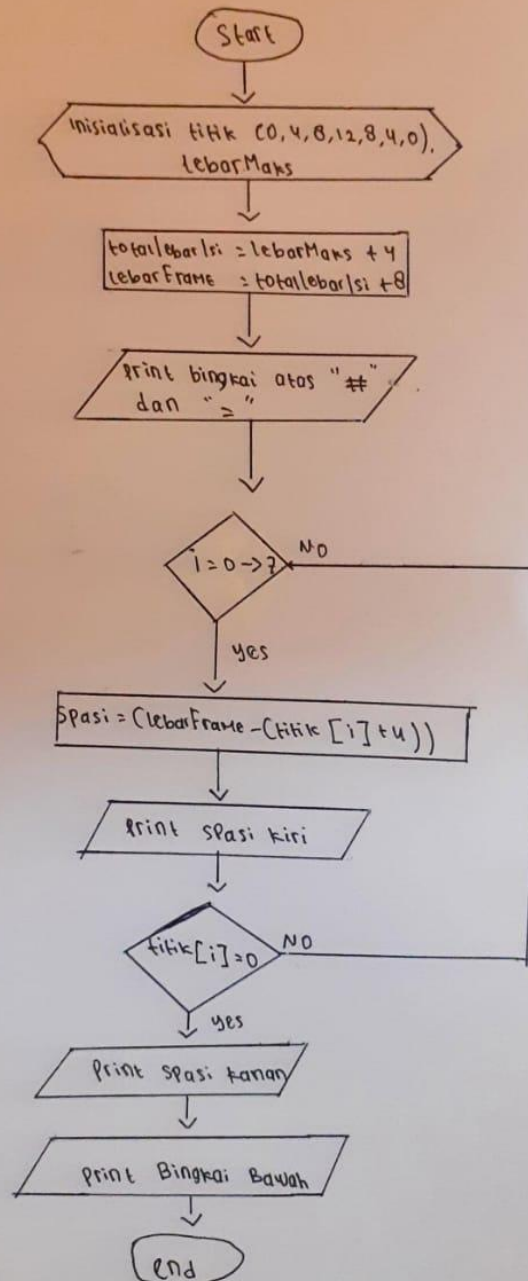 Start
Inisialisasi titik (0,4,8,12,8,4,0),
lebarMaks
totallebarIsi = lebarMaks + 4
lebarFrame = totallebarIsi +8
Print bingkai atas "#"
dan "="
i = 0 -> 7
NO
yes
Spasi = (lebarFrame - (titik [i] + 4))
Print spasi kiri
titik[i]=0
NO
yes
Print spasi kanan
Print Bingkai Bawah
end